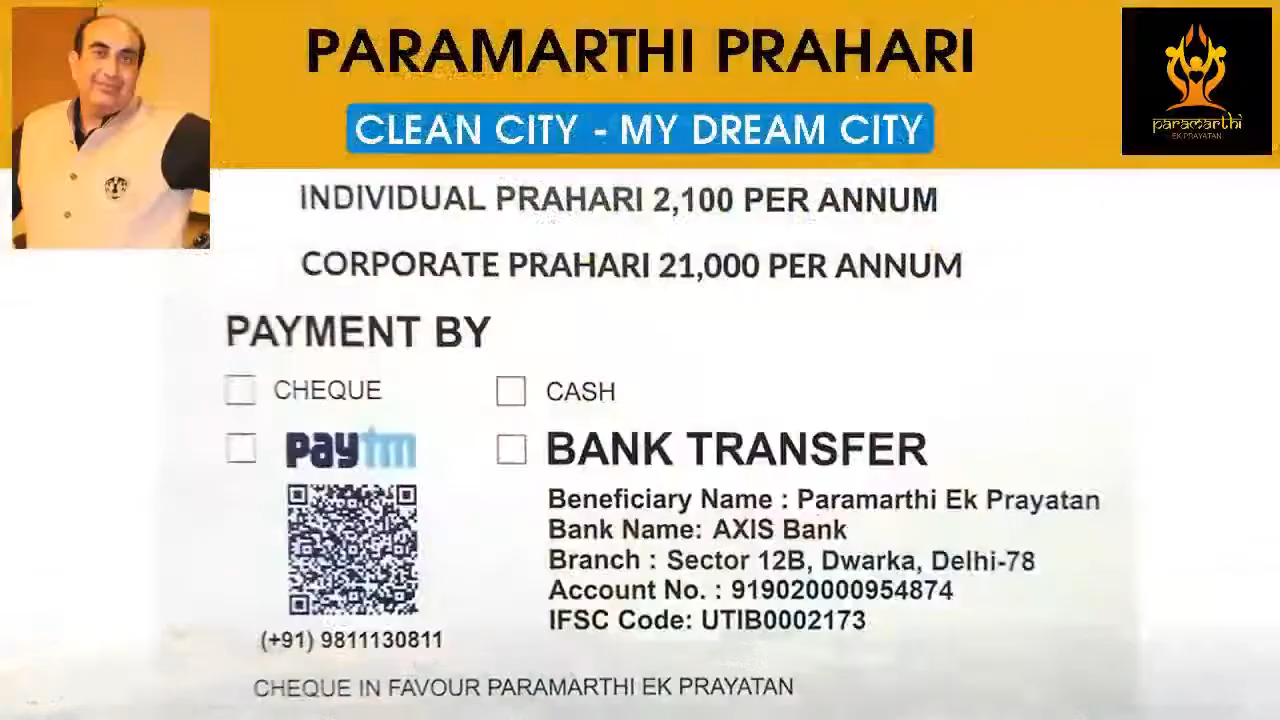 PARAMARTHI PRAHARI
CLEAN CITY - MY DREAM CITY
paramarthi
EK PRAYATAN
INDIVIDUAL PRAHARI 2,100 PER ANNUM
CORPORATE PRAHARI 21,000 PER ANNUM
PAYMENT BY
CHEQUE
CASH
paytm
BANK TRANSFER
Beneficiary Name : Paramarthi Ek Prayatan
Bank Name: AXIS Bank
Branch : Sector 12B, Dwarka, Delhi-78
Account No. : 919020000954874
IFSC Code: UTIB0002173
(+91) 9811130811
CHEQUE IN FAVOUR PARAMARTHI EK PRAYATAN